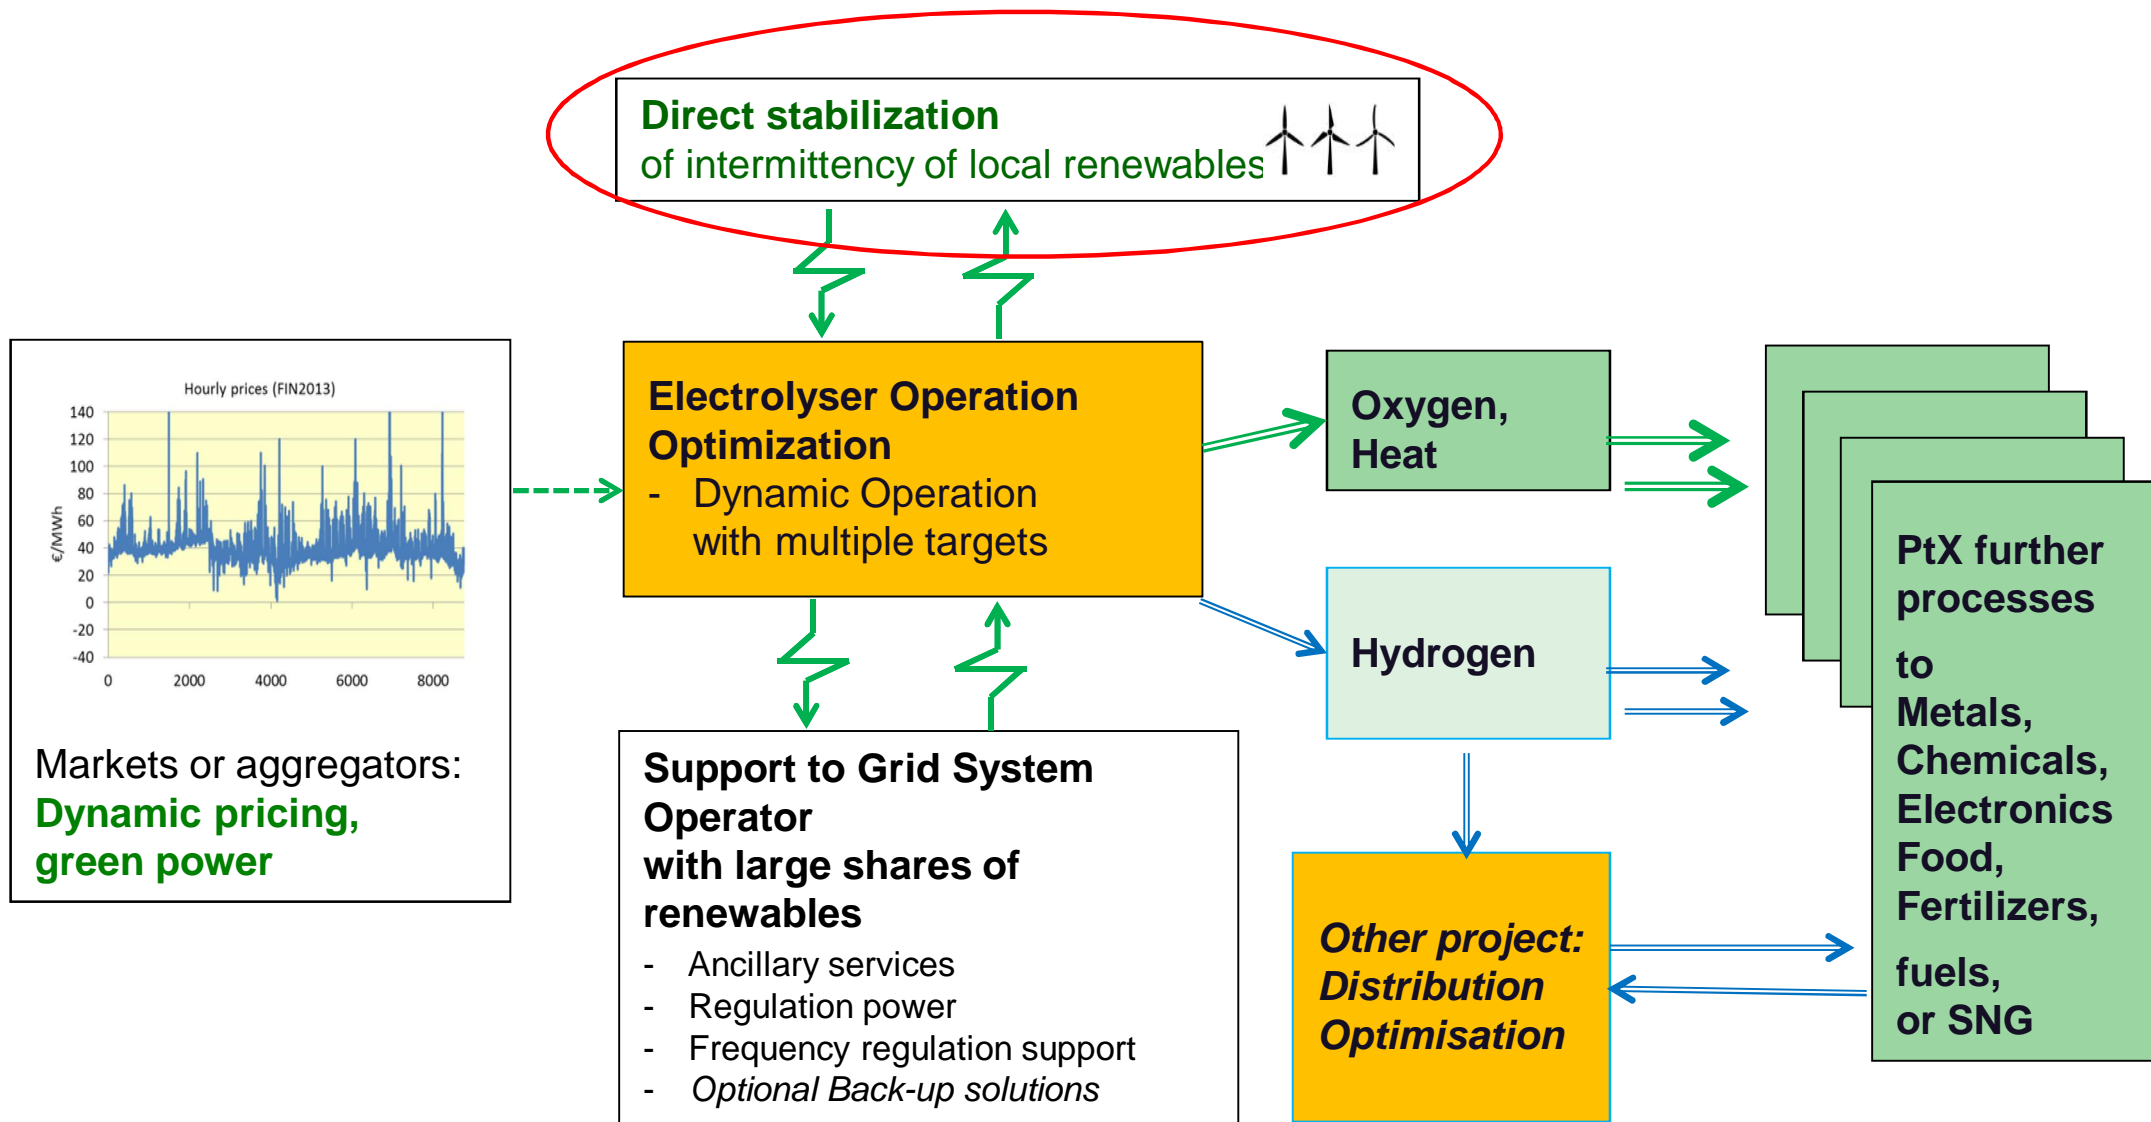 Direct stabilization
of intermittency of local renewables
Hourly prices (FIN2013)
140
120
100
80
60
40
20
0
-20
-40
€/MWh
0 2000 4000 6000 8000
Markets or aggregators:
Dynamic pricing,
green power
Electrolyser Operation
Optimization
- Dynamic Operation
with multiple targets
Support to Grid System
Operator
with large shares of
renewables
- Ancillary services
- Regulation power
- Frequency regulation support
- Optional Back-up solutions
Oxygen,
Heat
Hydrogen
Other project:
Distribution
Optimisation
PtX further
processes
to
Metals,
Chemicals,
Electronics
Food,
Fertilizers,
fuels,
or SNG